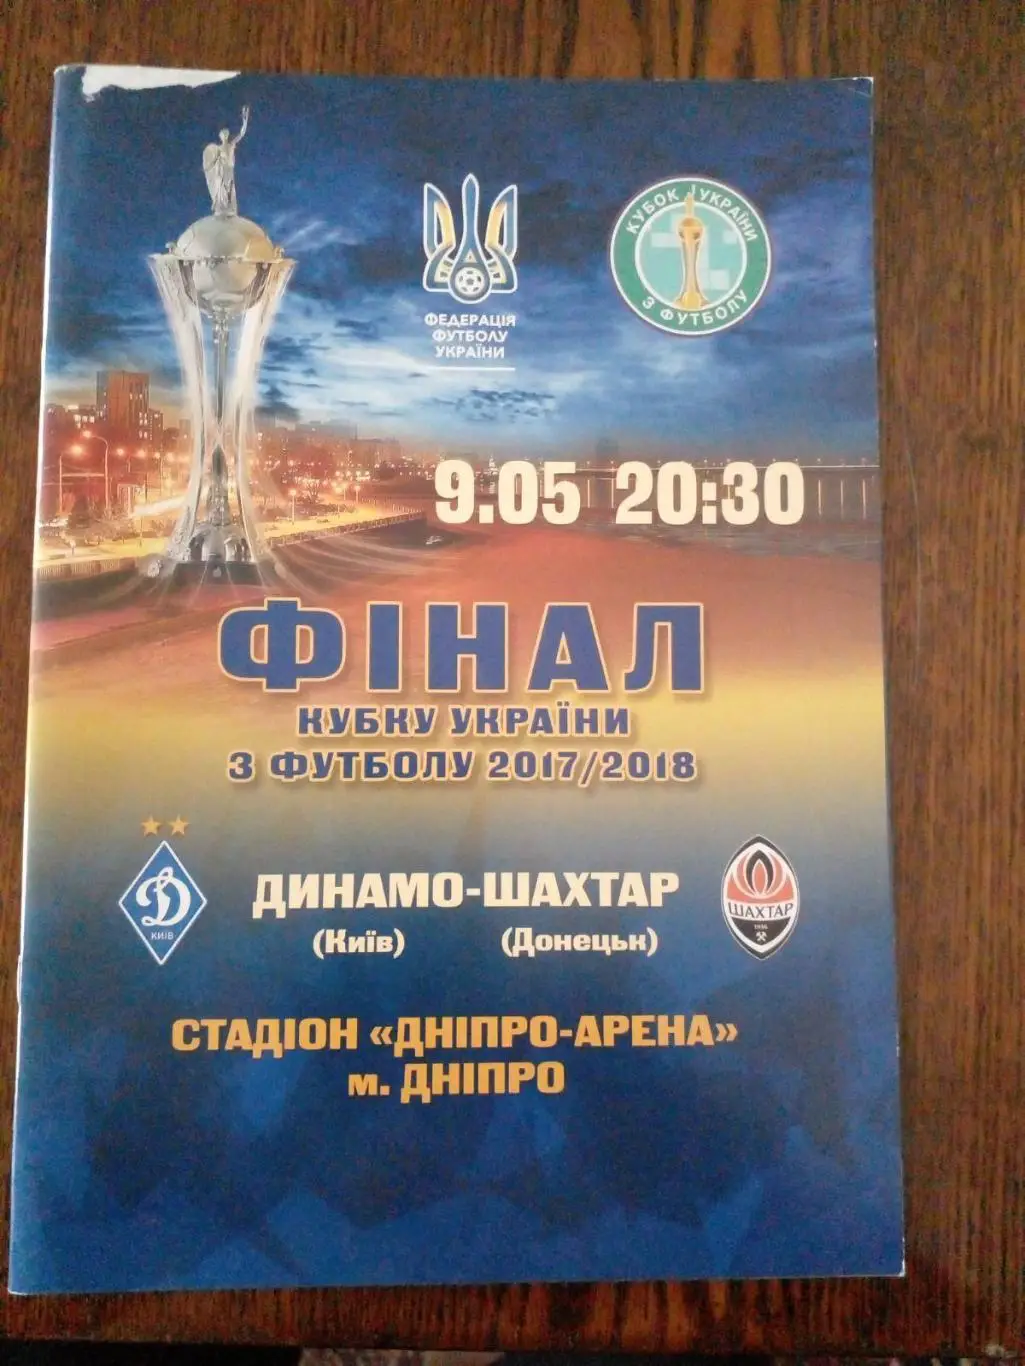 ФЕДЕРАЦІЯ
ФУТБОЛУ
УКРАЇНИ
КУБОК УКРАЇНИ
З ФУТБОЛУ
9.05 20:30
ФІНАЛ
КУБКУ УКРАЇНИ
З ФУТБОЛУ 2017/2018
Д
КИЇВ
ДИНАМО-ШАХТАР
(Київ) (Донецьк)
ШАХТАР
1936
СТАДІОН «ДНІПРО-АРЕНА»
м. ДНІПРО